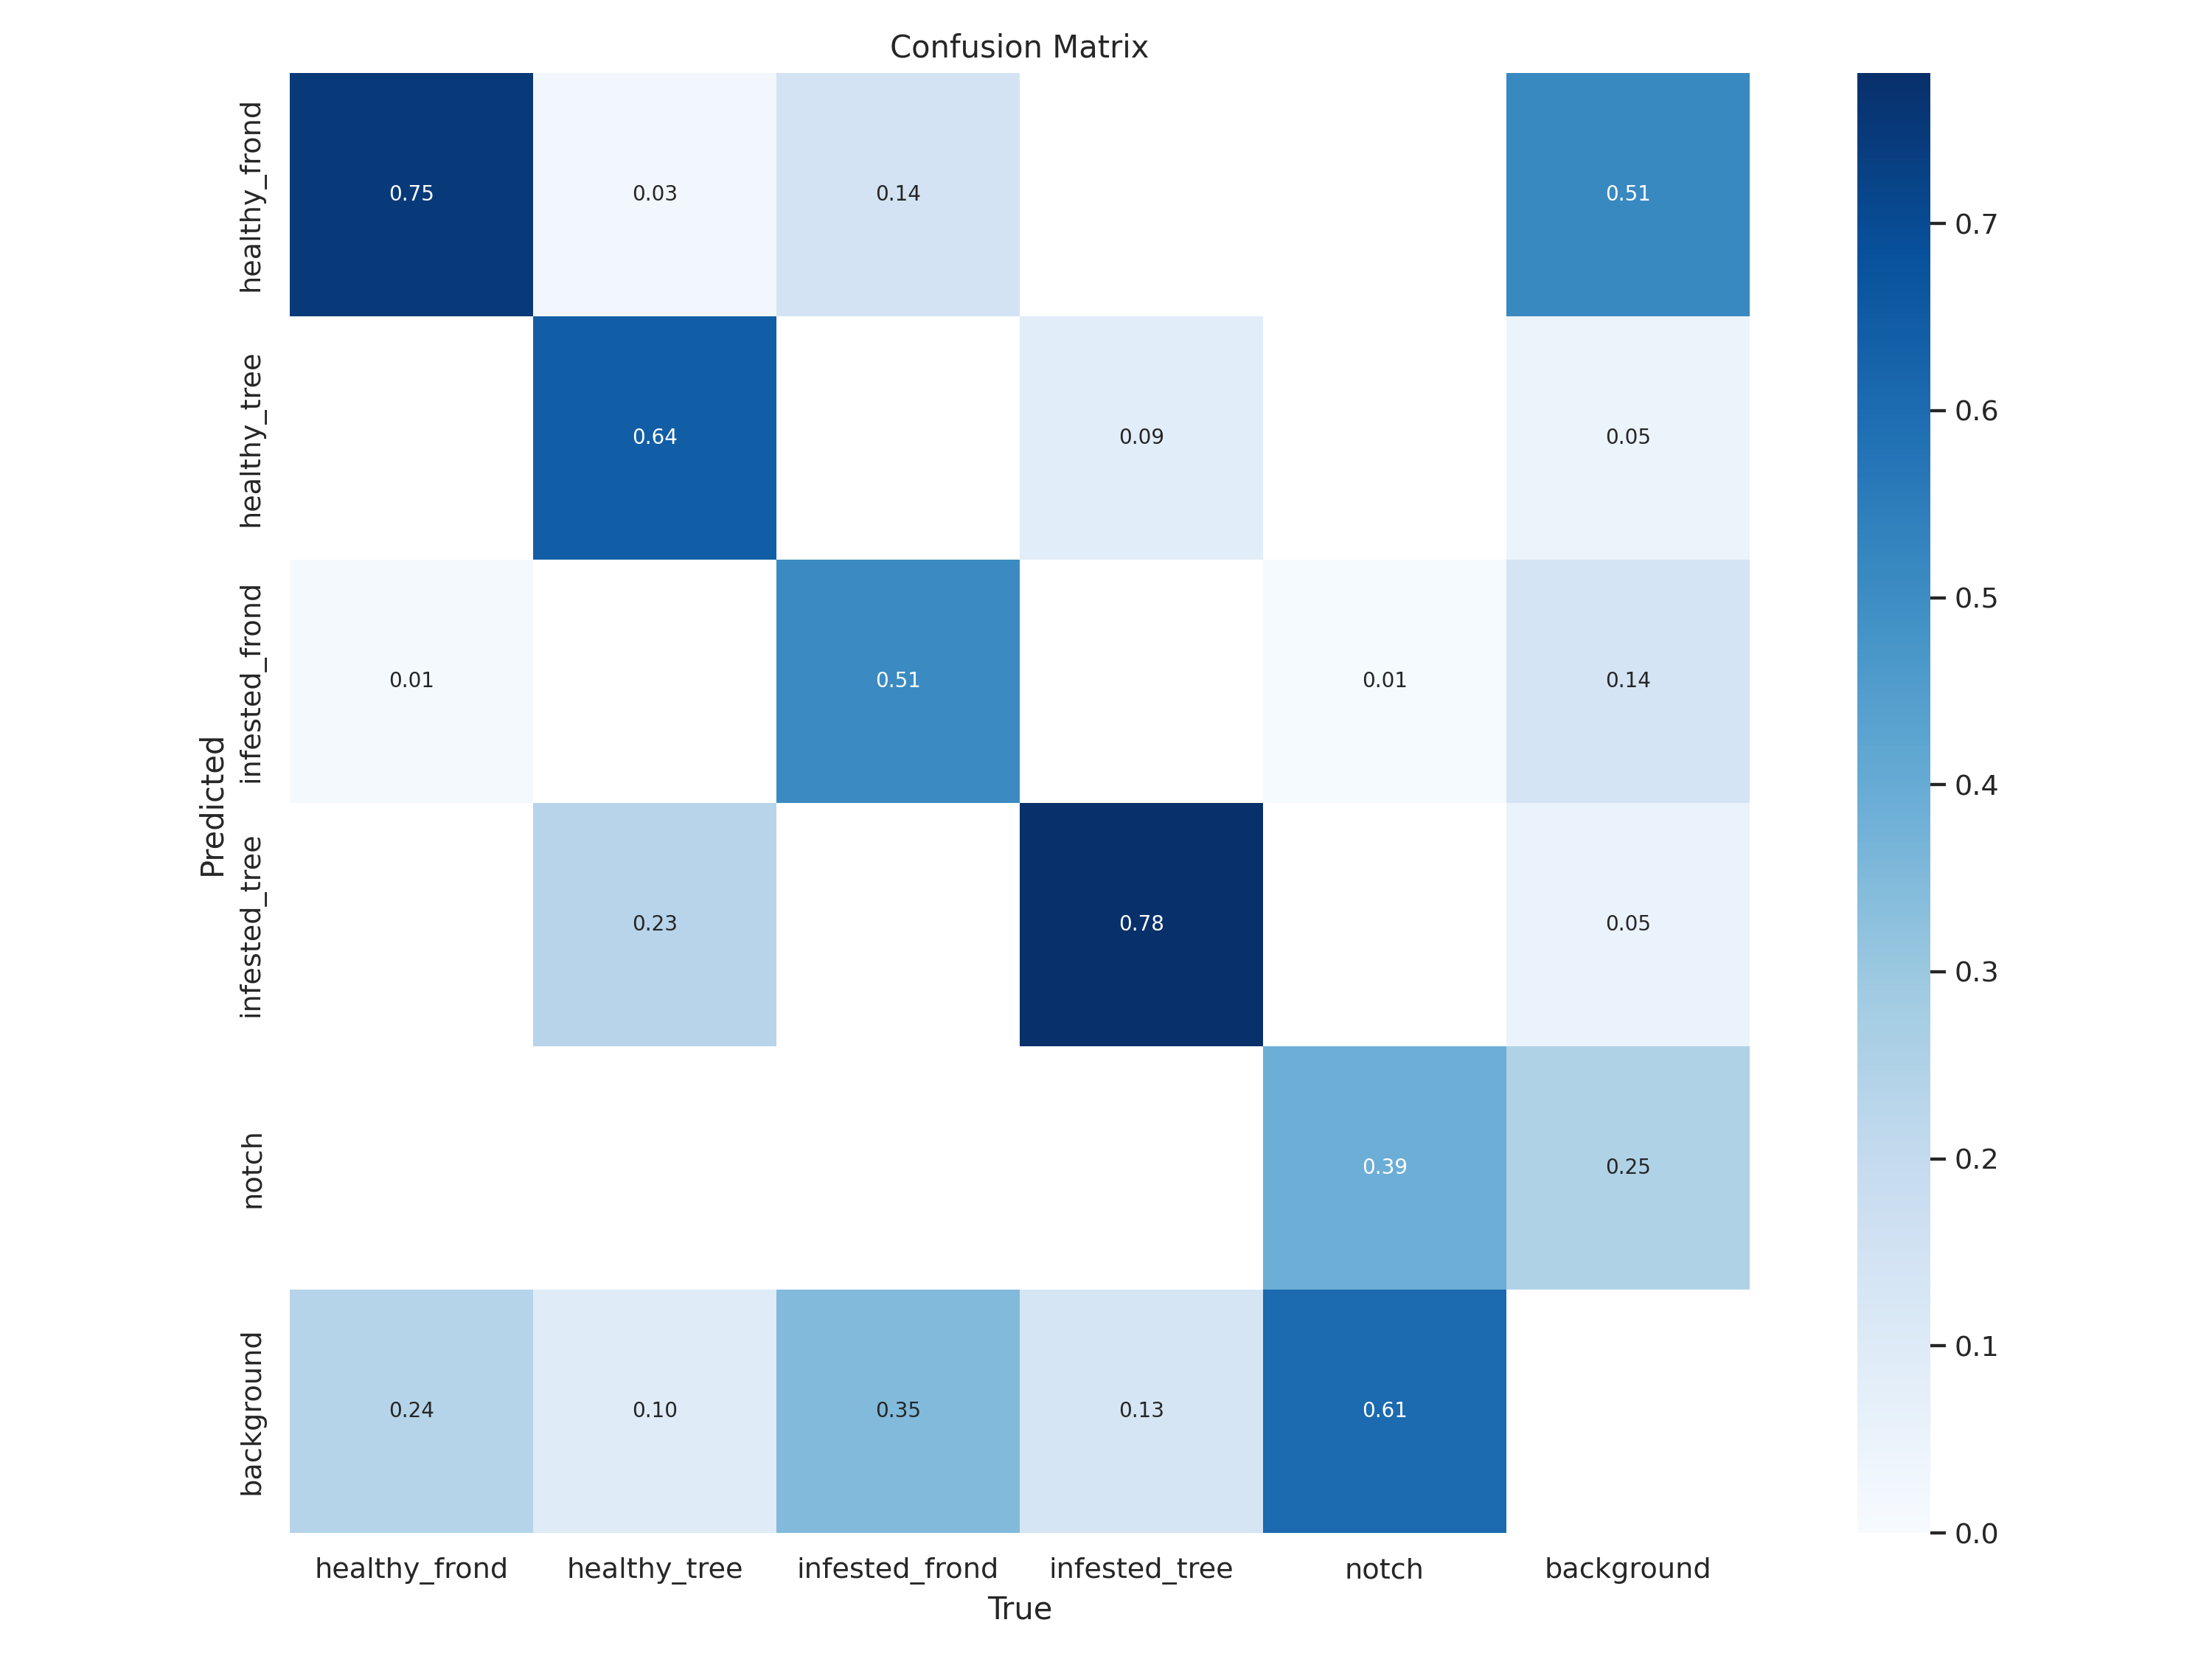 Confusion Matrix
healthy_frond
0.75 0.03 0.14 0.51
healthy_tree
0.64 0.09 0.05
infested_frond
0.01 0.51 0.01 0.14
infested_tree
0.23 0.78 0.05
notch
0.39 0.25
background
0.24 0.10 0.35 0.13 0.61
Predicted
healthy_frond healthy_tree infested_frond infested_tree notch background
True
0.7
0.6
0.5
0.4
0.3
0.2
0.1
0.0